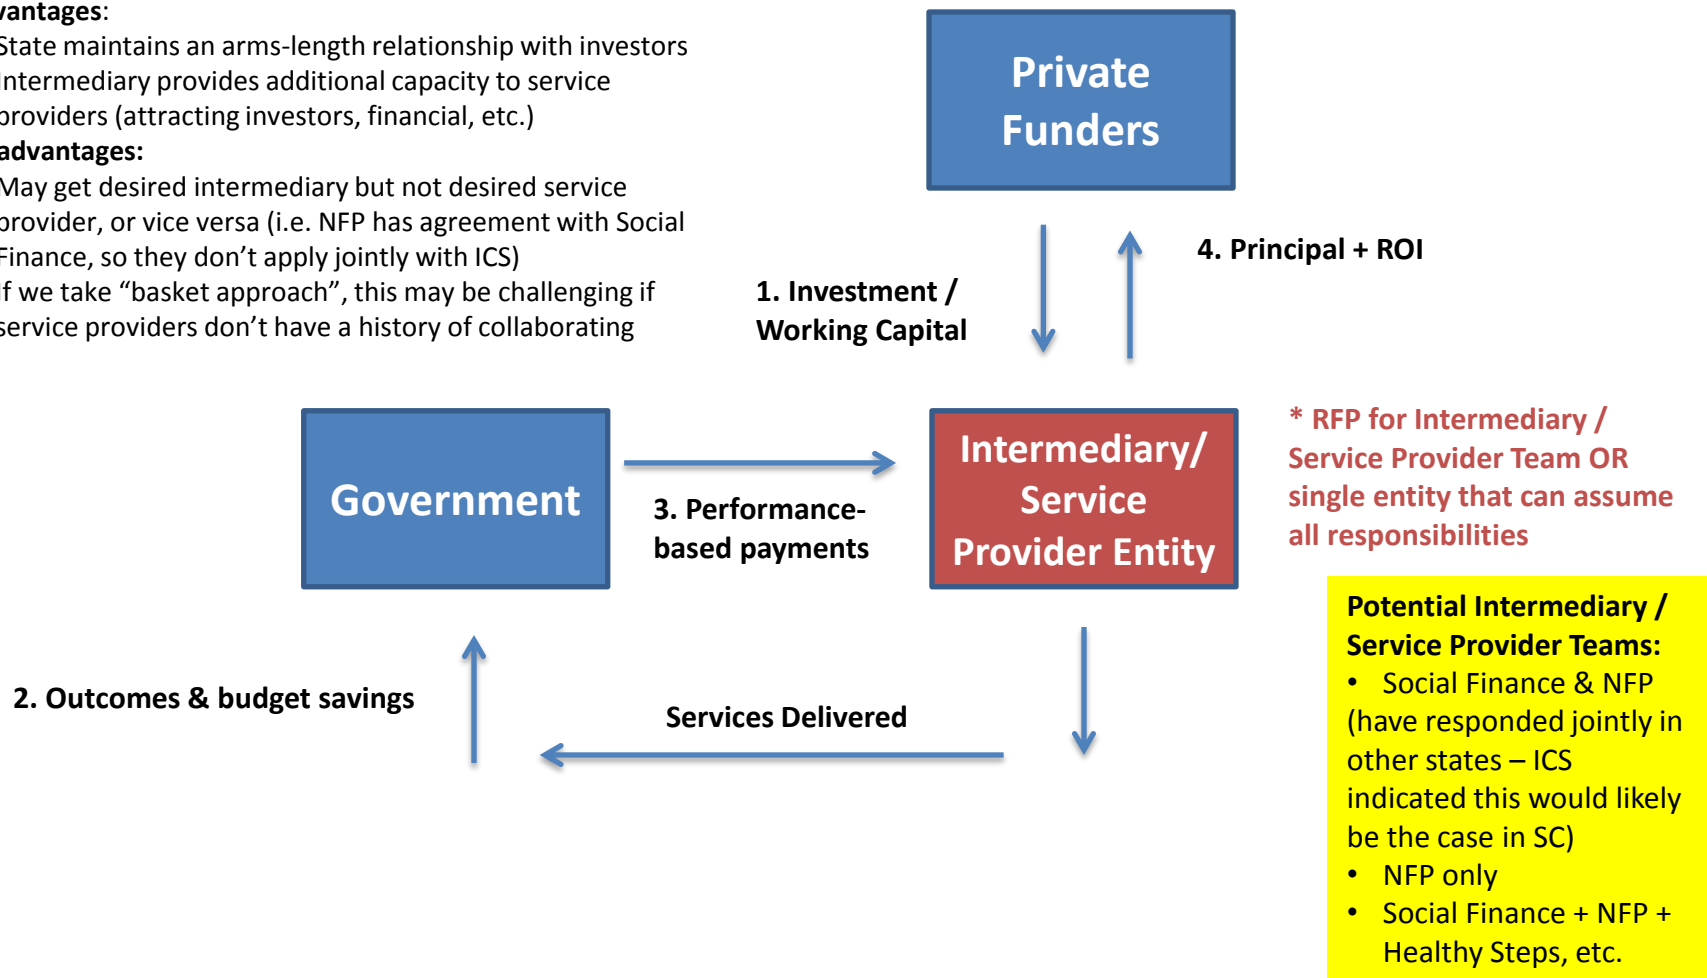 vantages:
State maintains an arms-length relationship with investors
Intermediary provides additional capacity to service
providers (attracting investors, financial, etc.)
advantages:
May get desired intermediary but not desired service
provider, or vice versa (i.e. NFP has agreement with Social
Finance, so they don’t apply jointly with ICS)
If we take “basket approach”, this may be challenging if
service providers don’t have a history of collaborating
Private
Funders
1. Investment /
Working Capital
4. Principal + ROI
Government
3. Performance-
based payments
Intermediary/
Service
Provider Entity
* RFP for Intermediary /
Service Provider Team OR
single entity that can assume
all responsibilities
2. Outcomes & budget savings
Services Delivered
Potential Intermediary /
Service Provider Teams:
• Social Finance & NFP
(have responded jointly in
other states – ICS
indicated this would likely
be the case in SC)
• NFP only
• Social Finance + NFP +
Healthy Steps, etc.